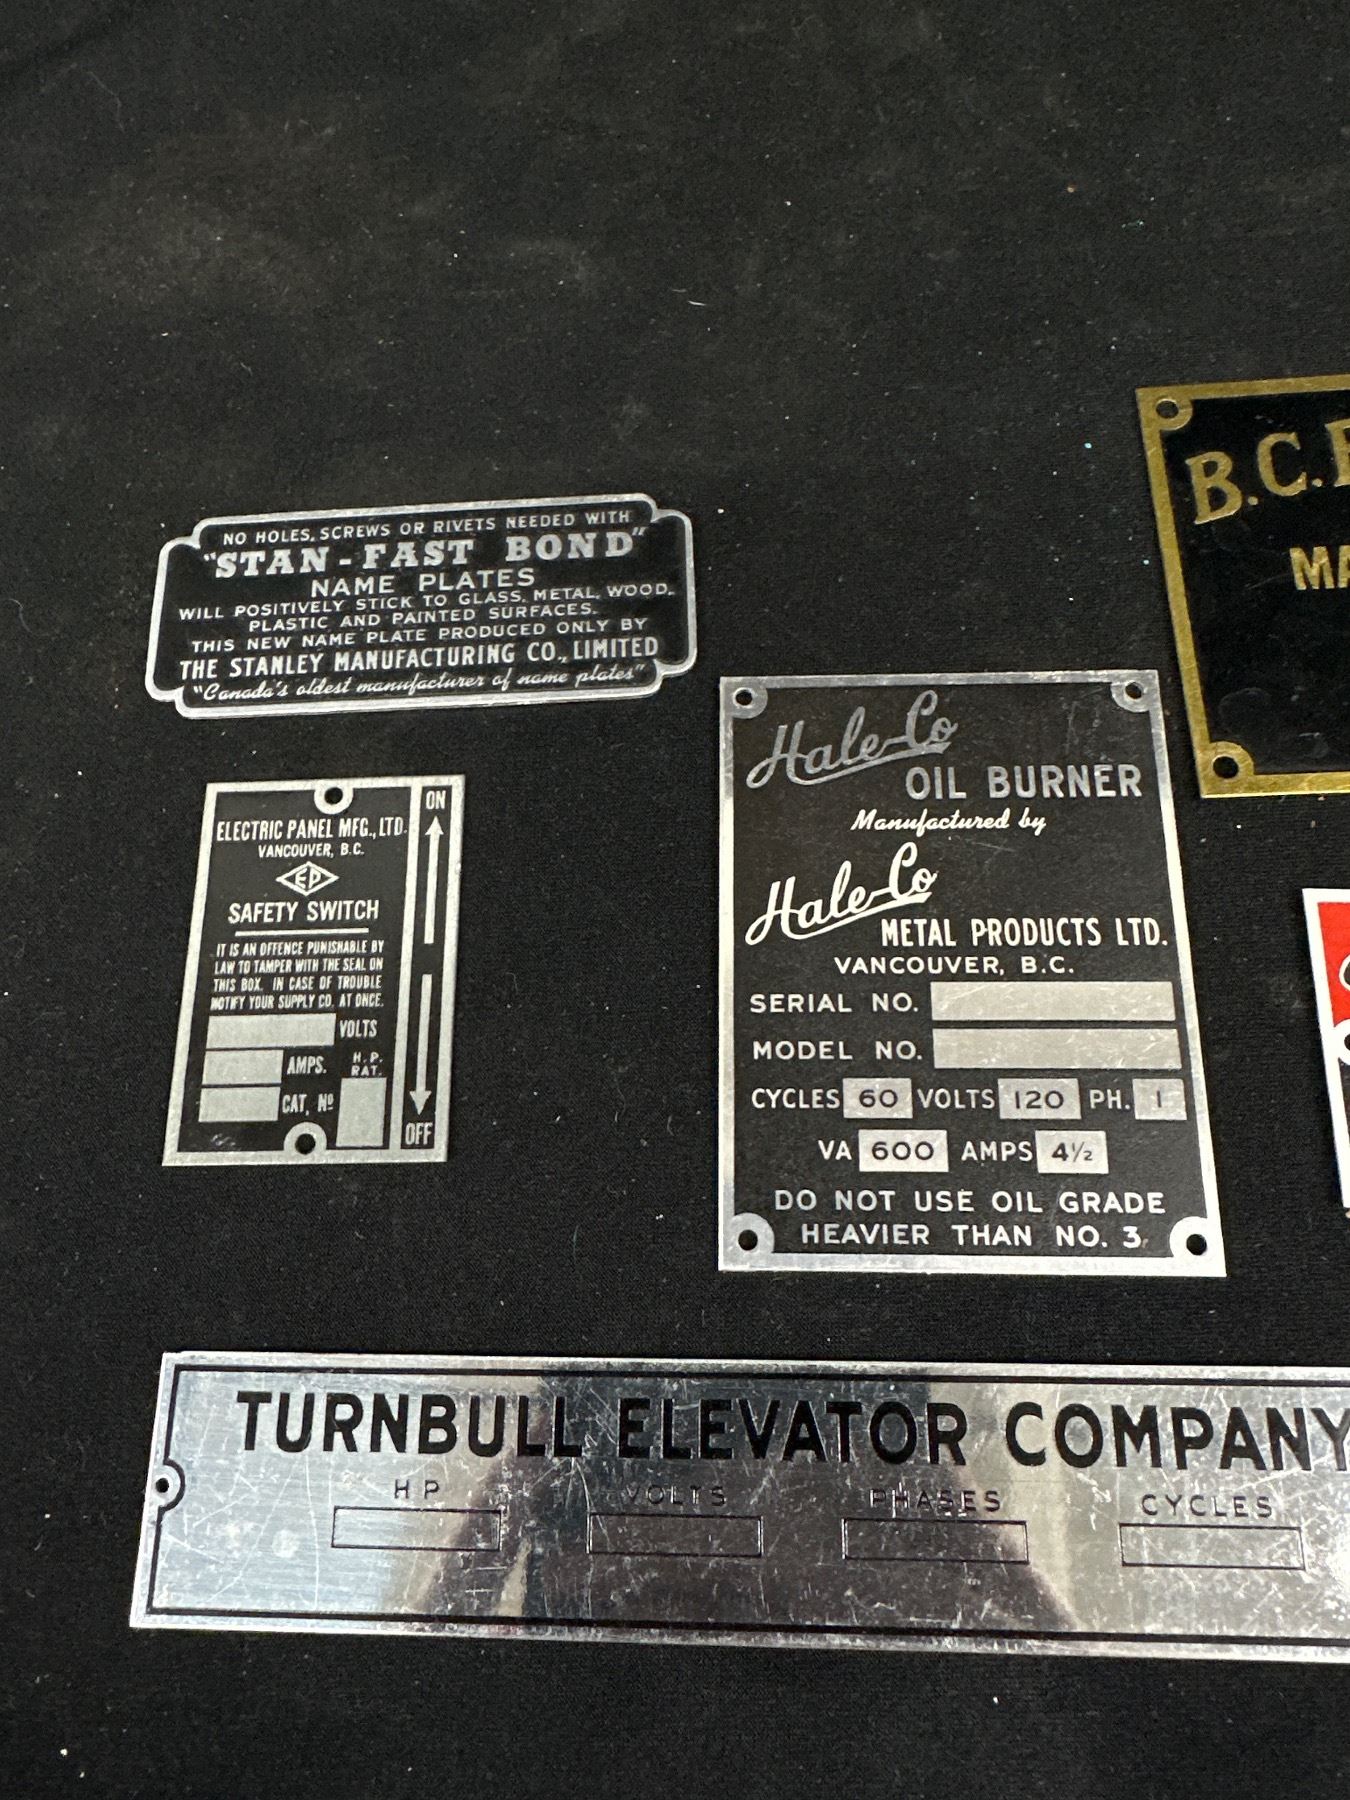 NO HOLES, SCREWS OR RIVETS NEEDED WITH
"STAN-FAST BOND"
NAME PLATES
WILL POSITIVELY STICK TO GLASS, METAL, WOOD,
PLASTIC AND PAINTED SURFACES.
THIS NEW NAME PLATE PRODUCED ONLY BY
THE STANLEY MANUFACTURING CO., LIMITED
"Canada's oldest manufacturer of name plates"
B.C.
MA
ELECTRIC PANEL MFG., LTD.
VANCOUVER, B.C.
EP
SAFETY SWITCH
IT IS AN OFFENCE PUNISHABLE BY
LAW TO TAMPER WITH THE SEAL ON
THIS BOX. IN CASE OF TROUBLE
NOTIFY YOUR SUPPLY CO. AT ONCE.
VOLTS
AMPS. H.P.
RAT.
CAT. Nº
ON
OFF
Hale-Co
OIL BURNER
Manufactured by
Hale-Co
METAL PRODUCTS LTD.
VANCOUVER, B.C.
SERIAL NO.
MODEL NO.
CYCLES 60 VOLTS 120 PH. 1
VA 600 AMPS 4½
DO NOT USE OIL GRADE
HEAVIER THAN NO. 3
TURNBULL ELEVATOR COMPANY
HP VOLTS PHASES CYCLES